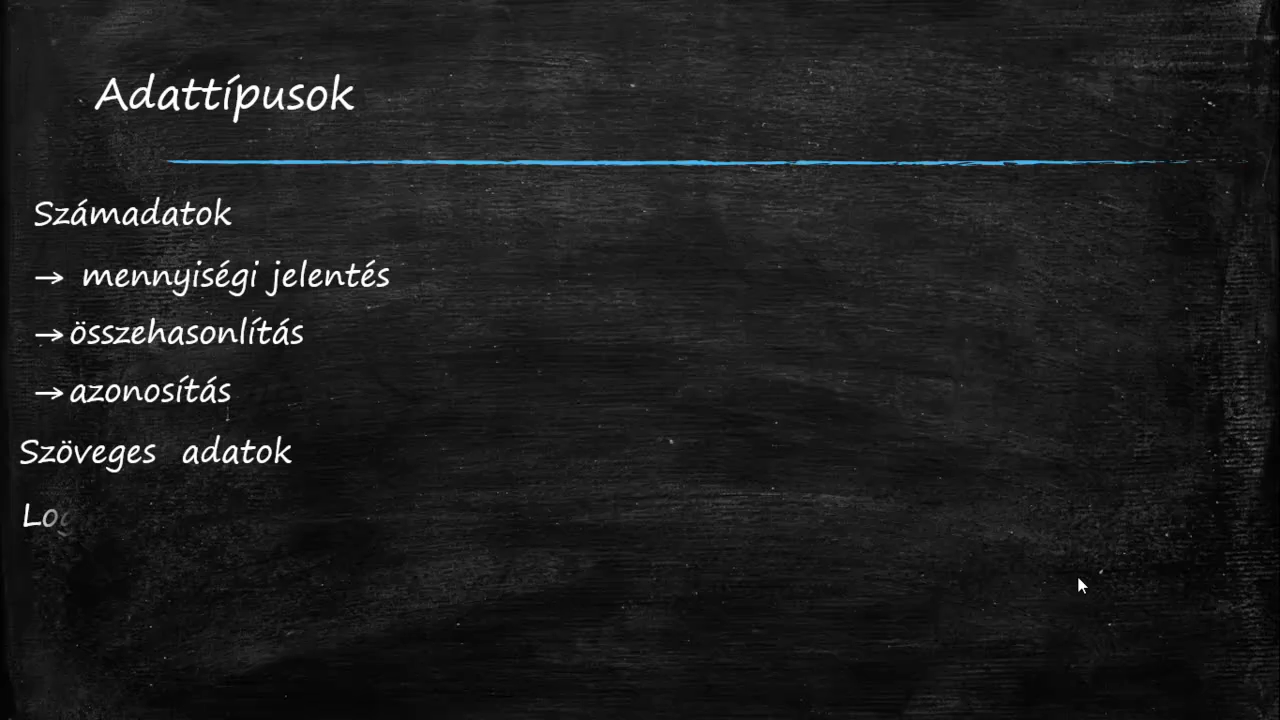 Adattípusok
Számadatok
→ mennyiségi jelentés
→ összehasonlítás
→ azonosítás
Szöveges adatok